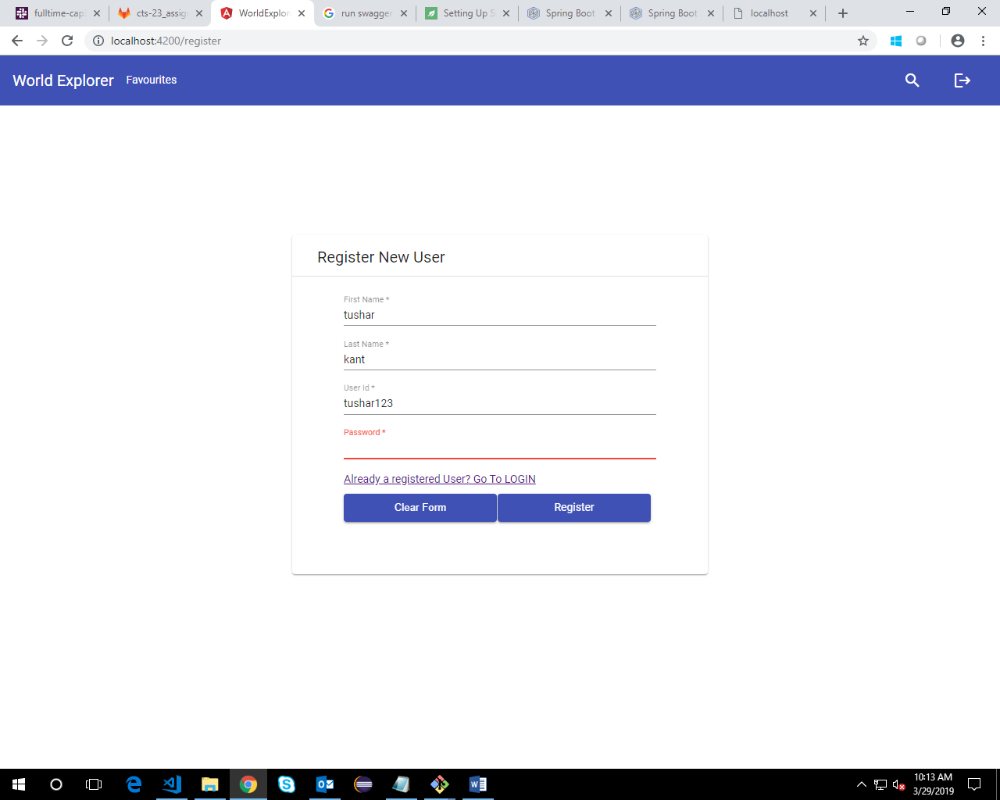 fulltime-cap
cts-23_assig
WorldExplor
run swagger
Setting Up S
Spring Boot
Spring Boot
localhost
localhost:4200/register
World Explorer
Favourites
Register New User
First Name *
tushar
Last Name *
kant
User Id *
tushar123
Password *
Already a registered User? Go To LOGIN
Clear Form
Register
10:13 AM
3/29/2019